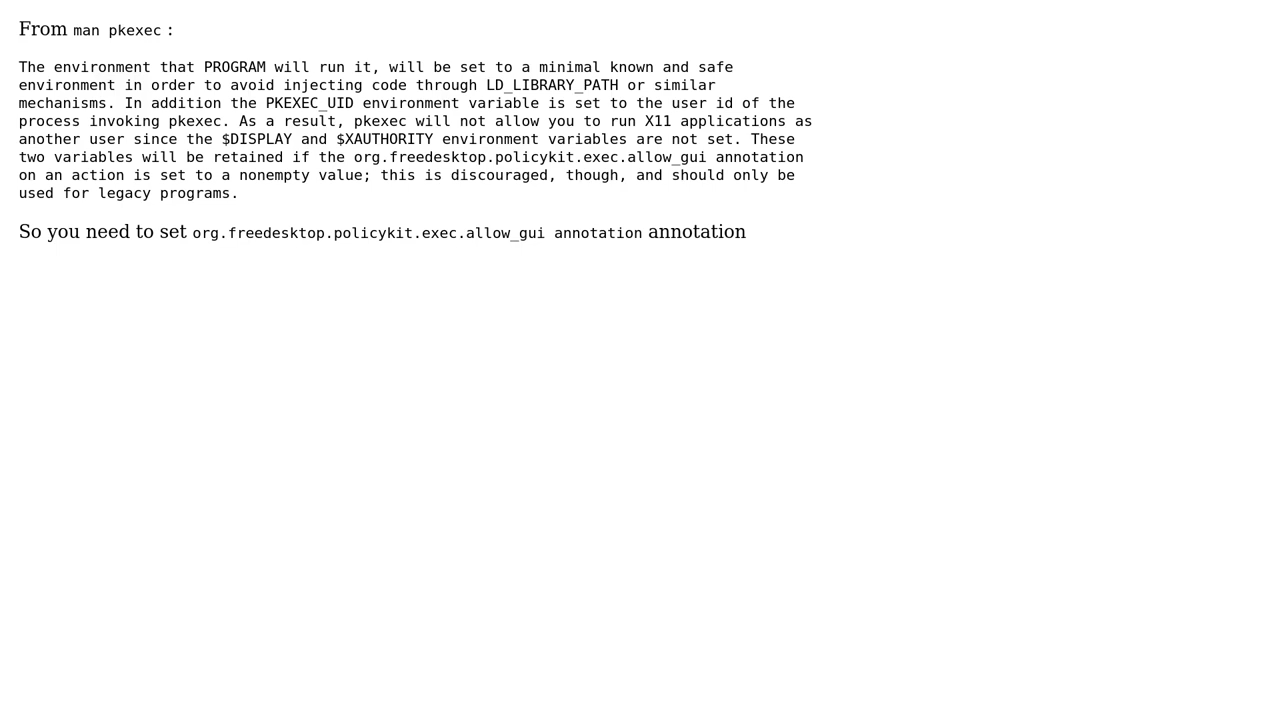 From man pkexec :
The environment that PROGRAM will run it, will be set to a minimal known and safe
environment in order to avoid injecting code through LD_LIBRARY_PATH or similar
mechanisms. In addition the PKEXEC_UID environment variable is set to the user id of the
process invoking pkexec. As a result, pkexec will not allow you to run X11 applications as
another user since the $DISPLAY and $XAUTHORITY environment variables are not set. These
two variables will be retained if the org.freedesktop.policykit.exec.allow_gui annotation
on an action is set to a nonempty value; this is discouraged, though, and should only be
used for legacy programs.
So you need to set org.freedesktop.policykit.exec.allow_gui annotation annotation